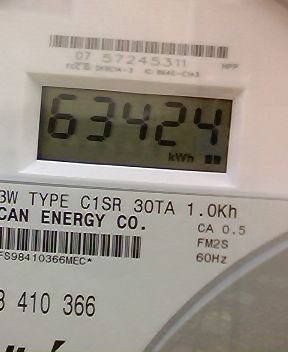 07 57245311
HPP
63424
kWh
3W TYPE C1SR 30TA 1.0Kh
CAN ENERGY CO.
CA 0.5
FM2S
60Hz
FS98410366MEC*
410 366